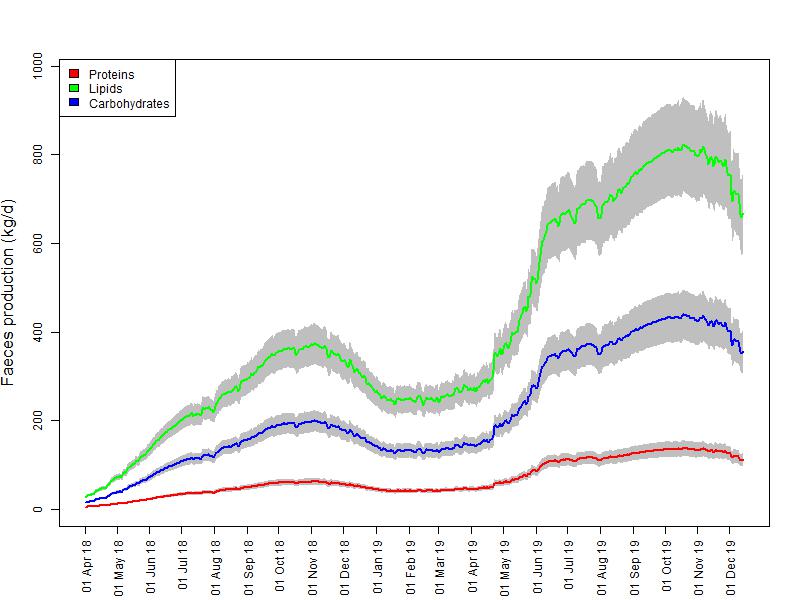 Proteins
Lipids
Carbohydrates
Faeces production (kg/d)
1000
800
600
400
200
0
01 Apr 18
01 May 18
01 Jun 18
01 Jul 18
01 Aug 18
01 Sep 18
01 Oct 18
01 Nov 18
01 Dec 18
01 Jan 19
01 Feb 19
01 Mar 19
01 Apr 19
01 May 19
01 Jun 19
01 Jul 19
01 Aug 19
01 Sep 19
01 Oct 19
01 Nov 19
01 Dec 19